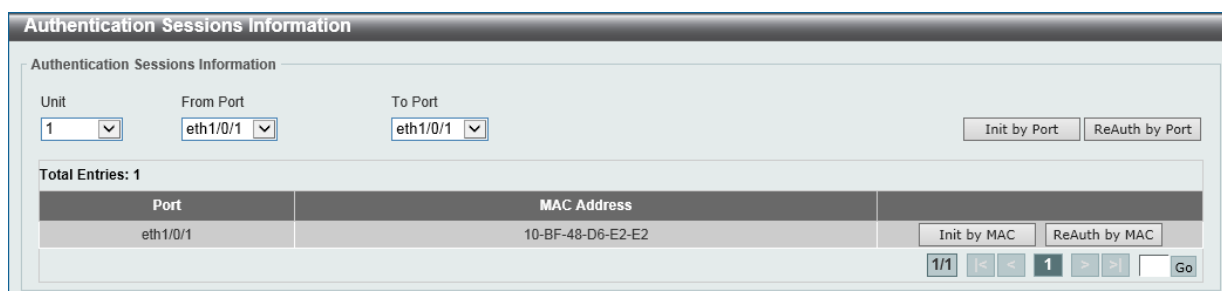 Authentication Sessions Information
Authentication Sessions Information
Unit From Port To Port
1 eth1/0/1 eth1/0/1 Init by Port ReAuth by Port
Total Entries: 1
Port MAC Address
eth1/0/1 10-BF-48-D6-E2-E2 Init by MAC ReAuth by MAC
1/1 |< < 1 > >| Go